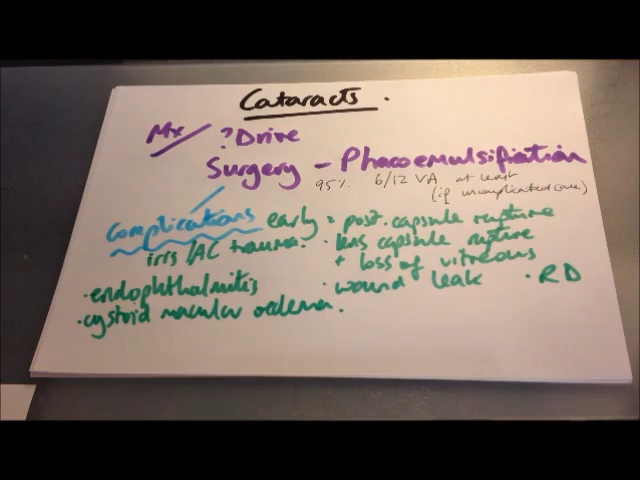 Cataracts.
Mx
?Drive
Surgery - Phacoemulsification
95% 6/12 VA at least
(if uncomplicated case)
Complications early = post. capsule rupture
iris /AC trauma. · lens capsule rupture
+ loss of vitreous
· endophthalmitis · wound leak · RD
· cystoid macular oedema.